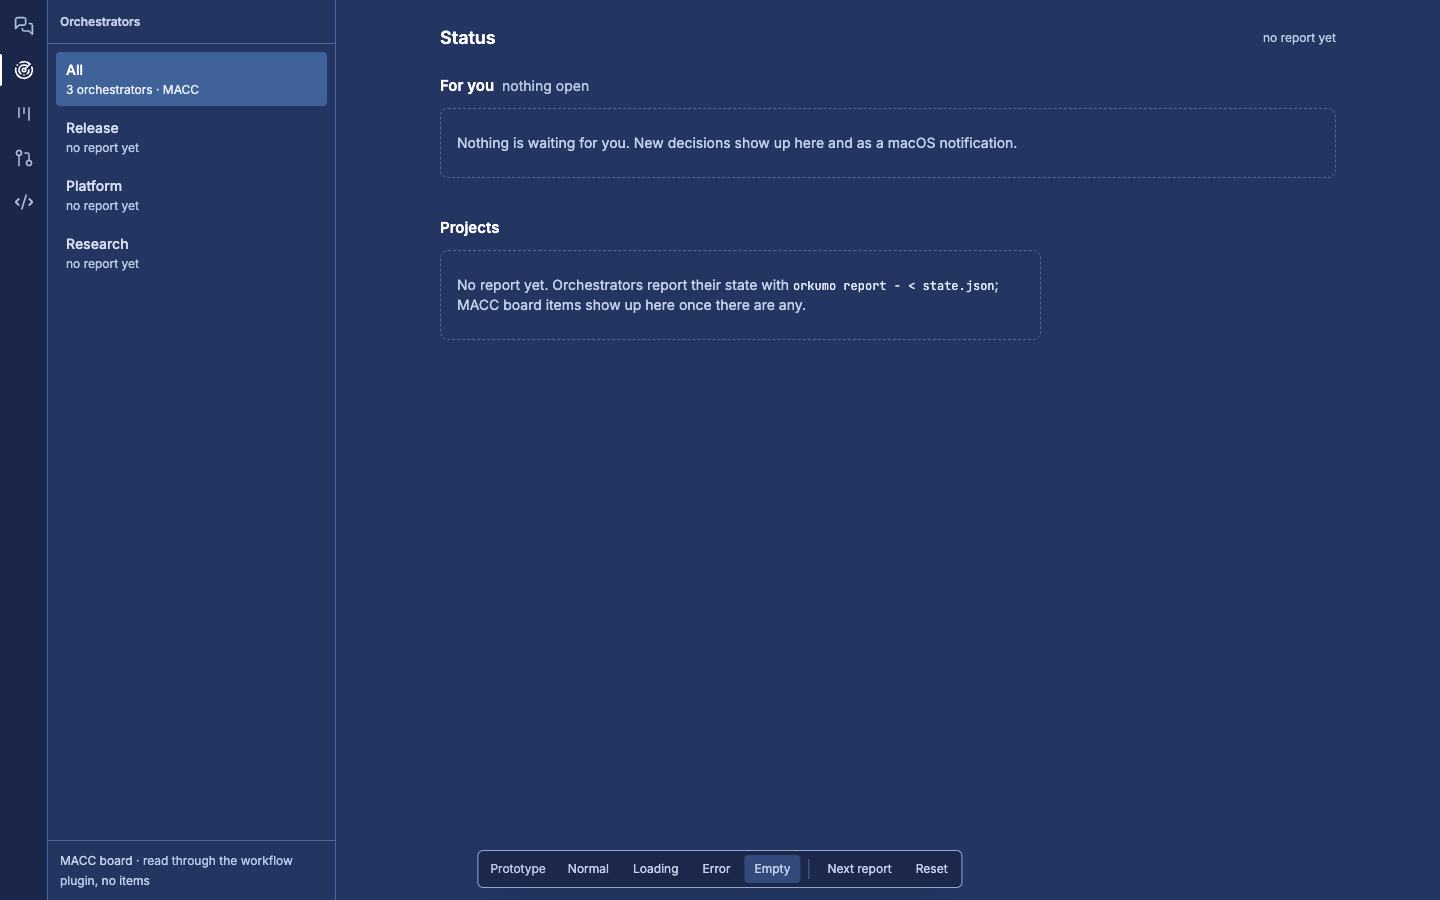 Orchestrators
All
3 orchestrators · MACC
Release
no report yet
Platform
no report yet
Research
no report yet
MACC board · read through the workflow
plugin, no items
Status
no report yet
For you nothing open
Nothing is waiting for you. New decisions show up here and as a macOS notification.
Projects
No report yet. Orchestrators report their state with orkumo report - < state.json;
MACC board items show up here once there are any.
Prototype Normal Loading Error Empty Next report Reset